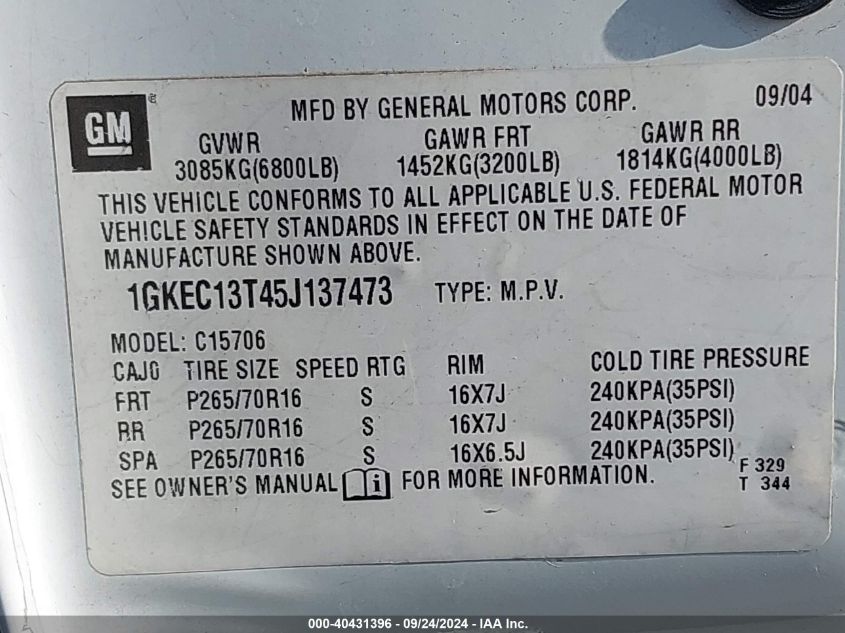 GM ® MFD BY GENERAL MOTORS CORP. 09/04
GVWR GAWR FRT GAWR RR
3085KG(6800LB) 1452KG(3200LB) 1814KG(4000LB)
THIS VEHICLE CONFORMS TO ALL APPLICABLE U.S. FEDERAL MOTOR
VEHICLE SAFETY STANDARDS IN EFFECT ON THE DATE OF
MANUFACTURE SHOWN ABOVE.
1GKEC13T45J137473 TYPE: M.P.V.
MODEL: C15706
CAJ0 TIRE SIZE SPEED RTG RIM COLD TIRE PRESSURE
FRT P265/70R16 S 16X7J 240KPA(35PSI)
RR P265/70R16 S 16X7J 240KPA(35PSI)
SPA P265/70R16 S 16X6.5J 240KPA(35PSI)
SEE OWNER'S MANUAL i FOR MORE INFORMATION.
F 329
T 344
000-40431396 - 09/24/2024 - IAA Inc.